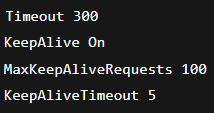 Timeout 300
KeepAlive On
MaxKeepAliveRequests 100
KeepAliveTimeout 5